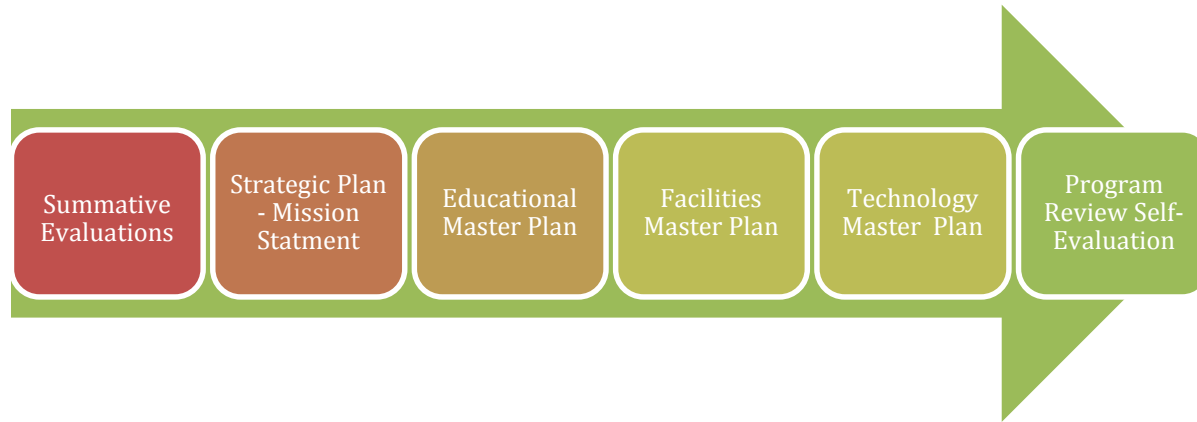 Summative
Evaluations
Strategic Plan
- Mission
Statment
Educational
Master Plan
Facilities
Master Plan
Technology
Master  Plan
Program
Review Self-
Evaluation